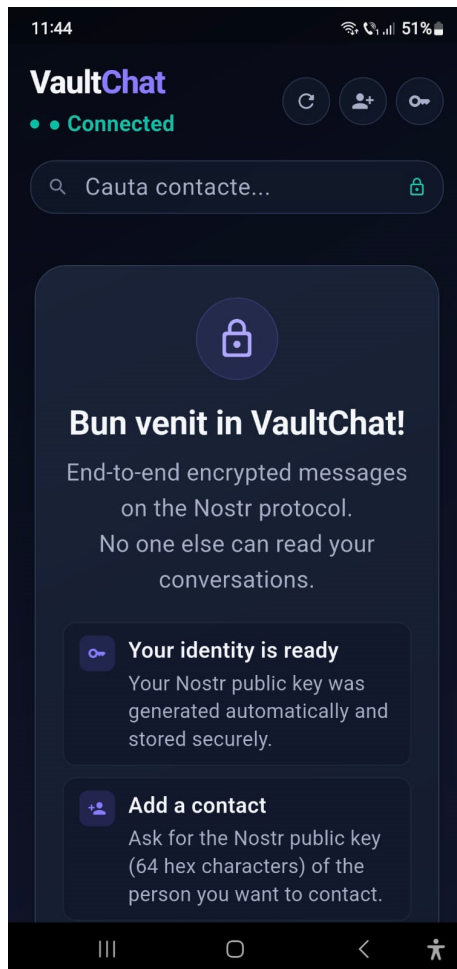 11:44
51%
VaultChat
• • Connected
Cauta contacte...
Bun venit in VaultChat!
End-to-end encrypted messages
on the Nostr protocol.
No one else can read your
conversations.
Your identity is ready
Your Nostr public key was
generated automatically and
stored securely.
Add a contact
Ask for the Nostr public key
(64 hex characters) of the
person you want to contact.